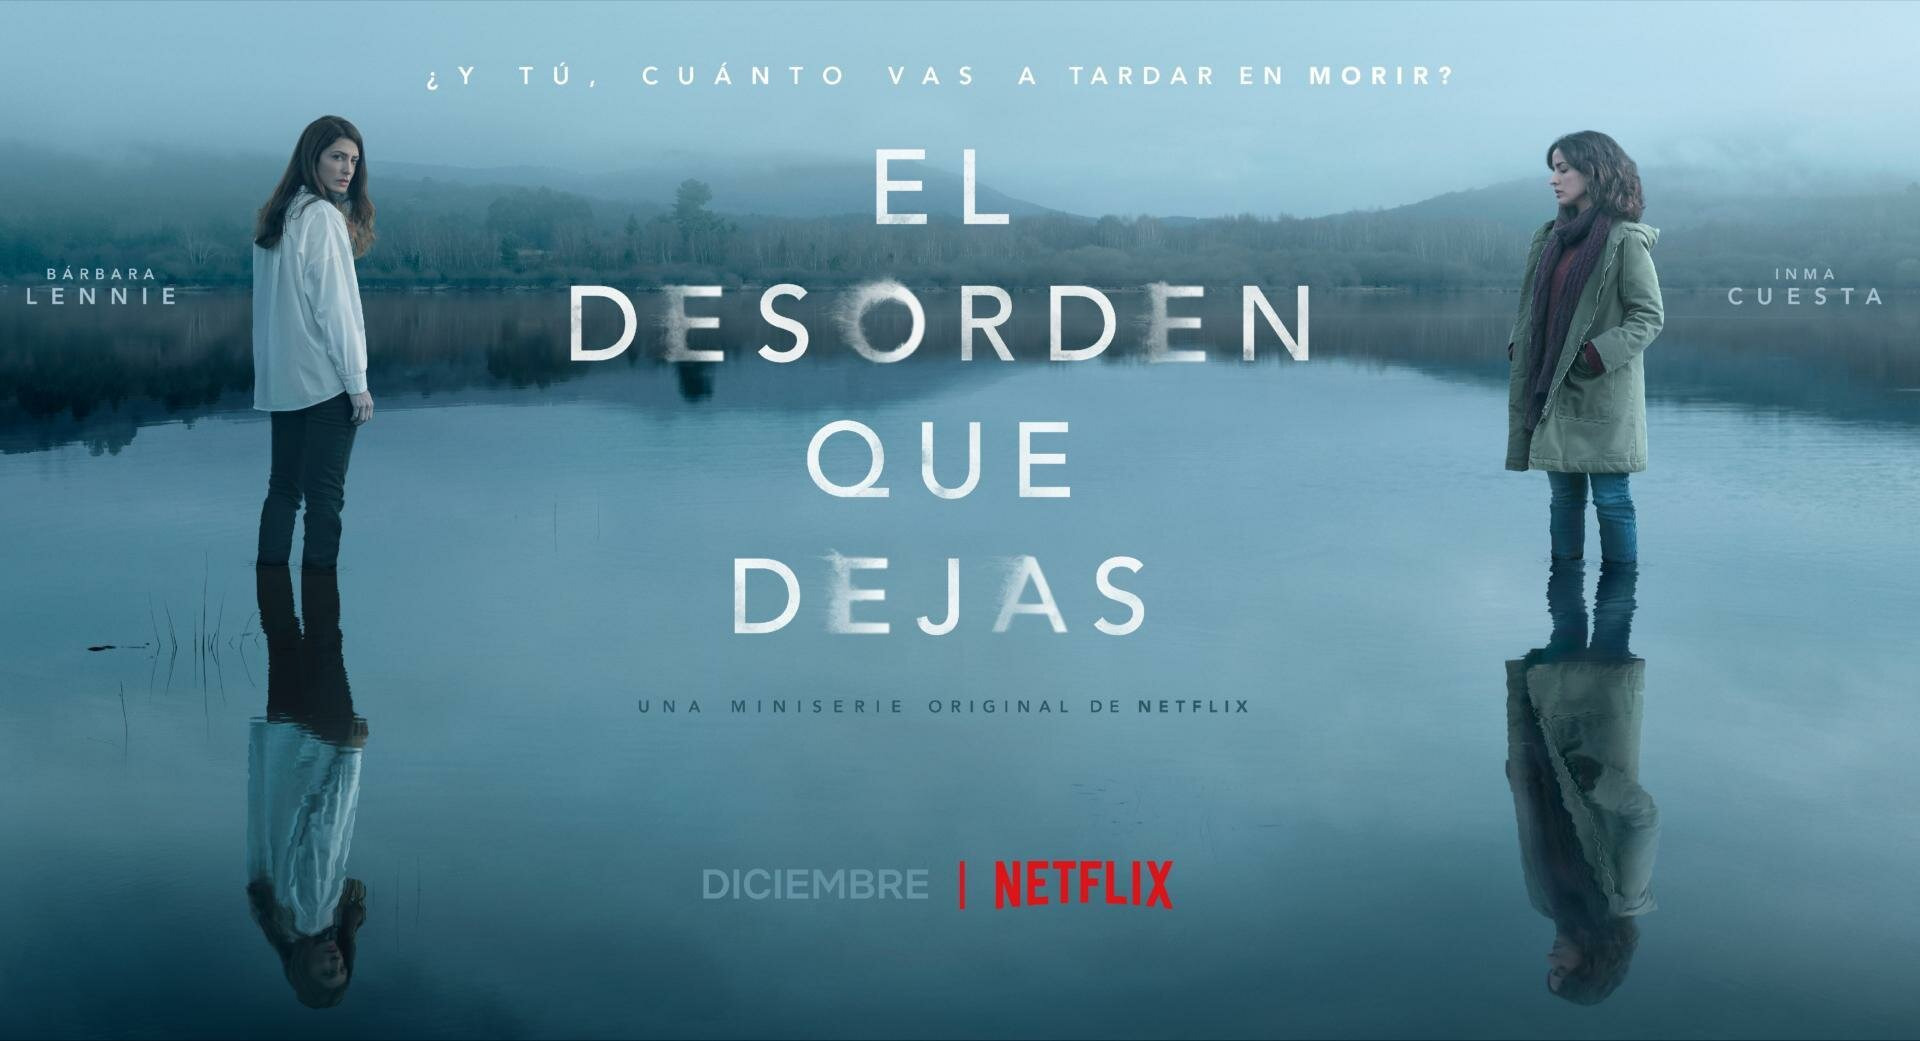 ¿Y TÚ, CUÁNTO VAS A TARDAR EN MORIR?
EL
DESORDEN
QUE
DEJAS
BÁRBARA
LENNIE
INMA
CUESTA
UNA MINISERIE ORIGINAL DE NETFLIX
DICIEMBRE | NETFLIX